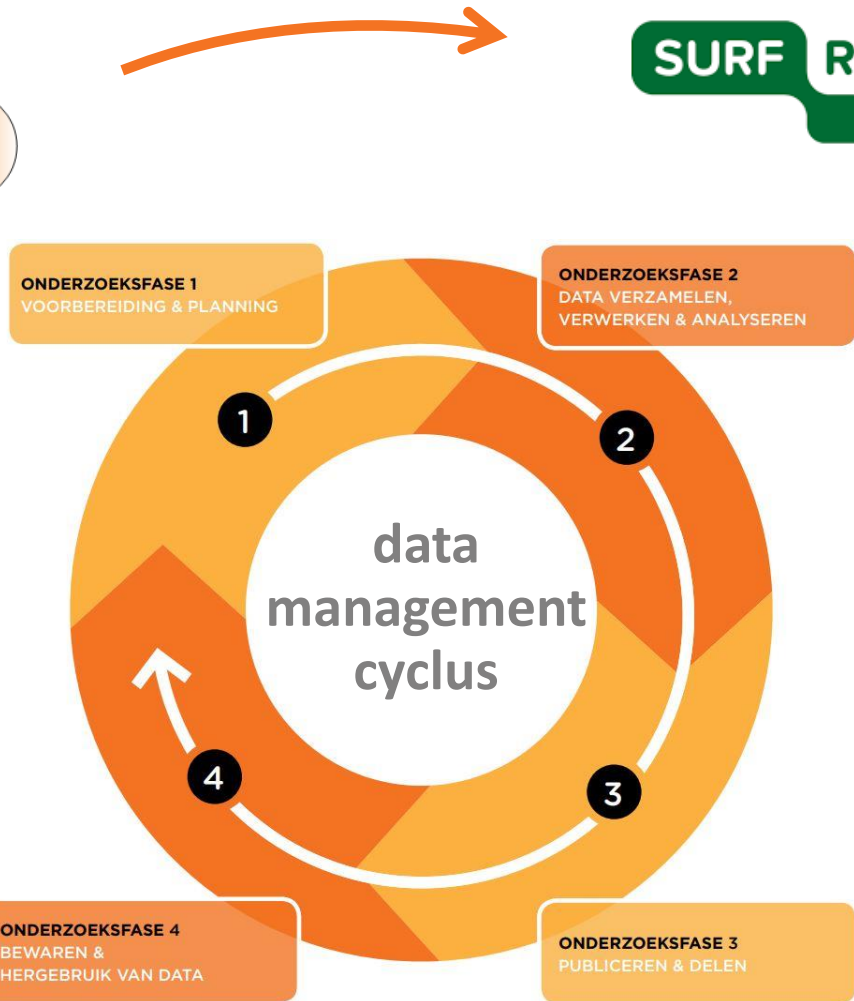 SURF R
ONDERZOEKSFASE 1
VOORBEREIDING & PLANNING
ONDERZOEKSFASE 2
DATA VERZAMELEN,
VERWERKEN & ANALYSEREN
1
2
data
management
cyclus
4
3
ONDERZOEKSFASE 4
BEWAREN &
HERGEBRUIK VAN DATA
ONDERZOEKSFASE 3
PUBLICEREN & DELEN